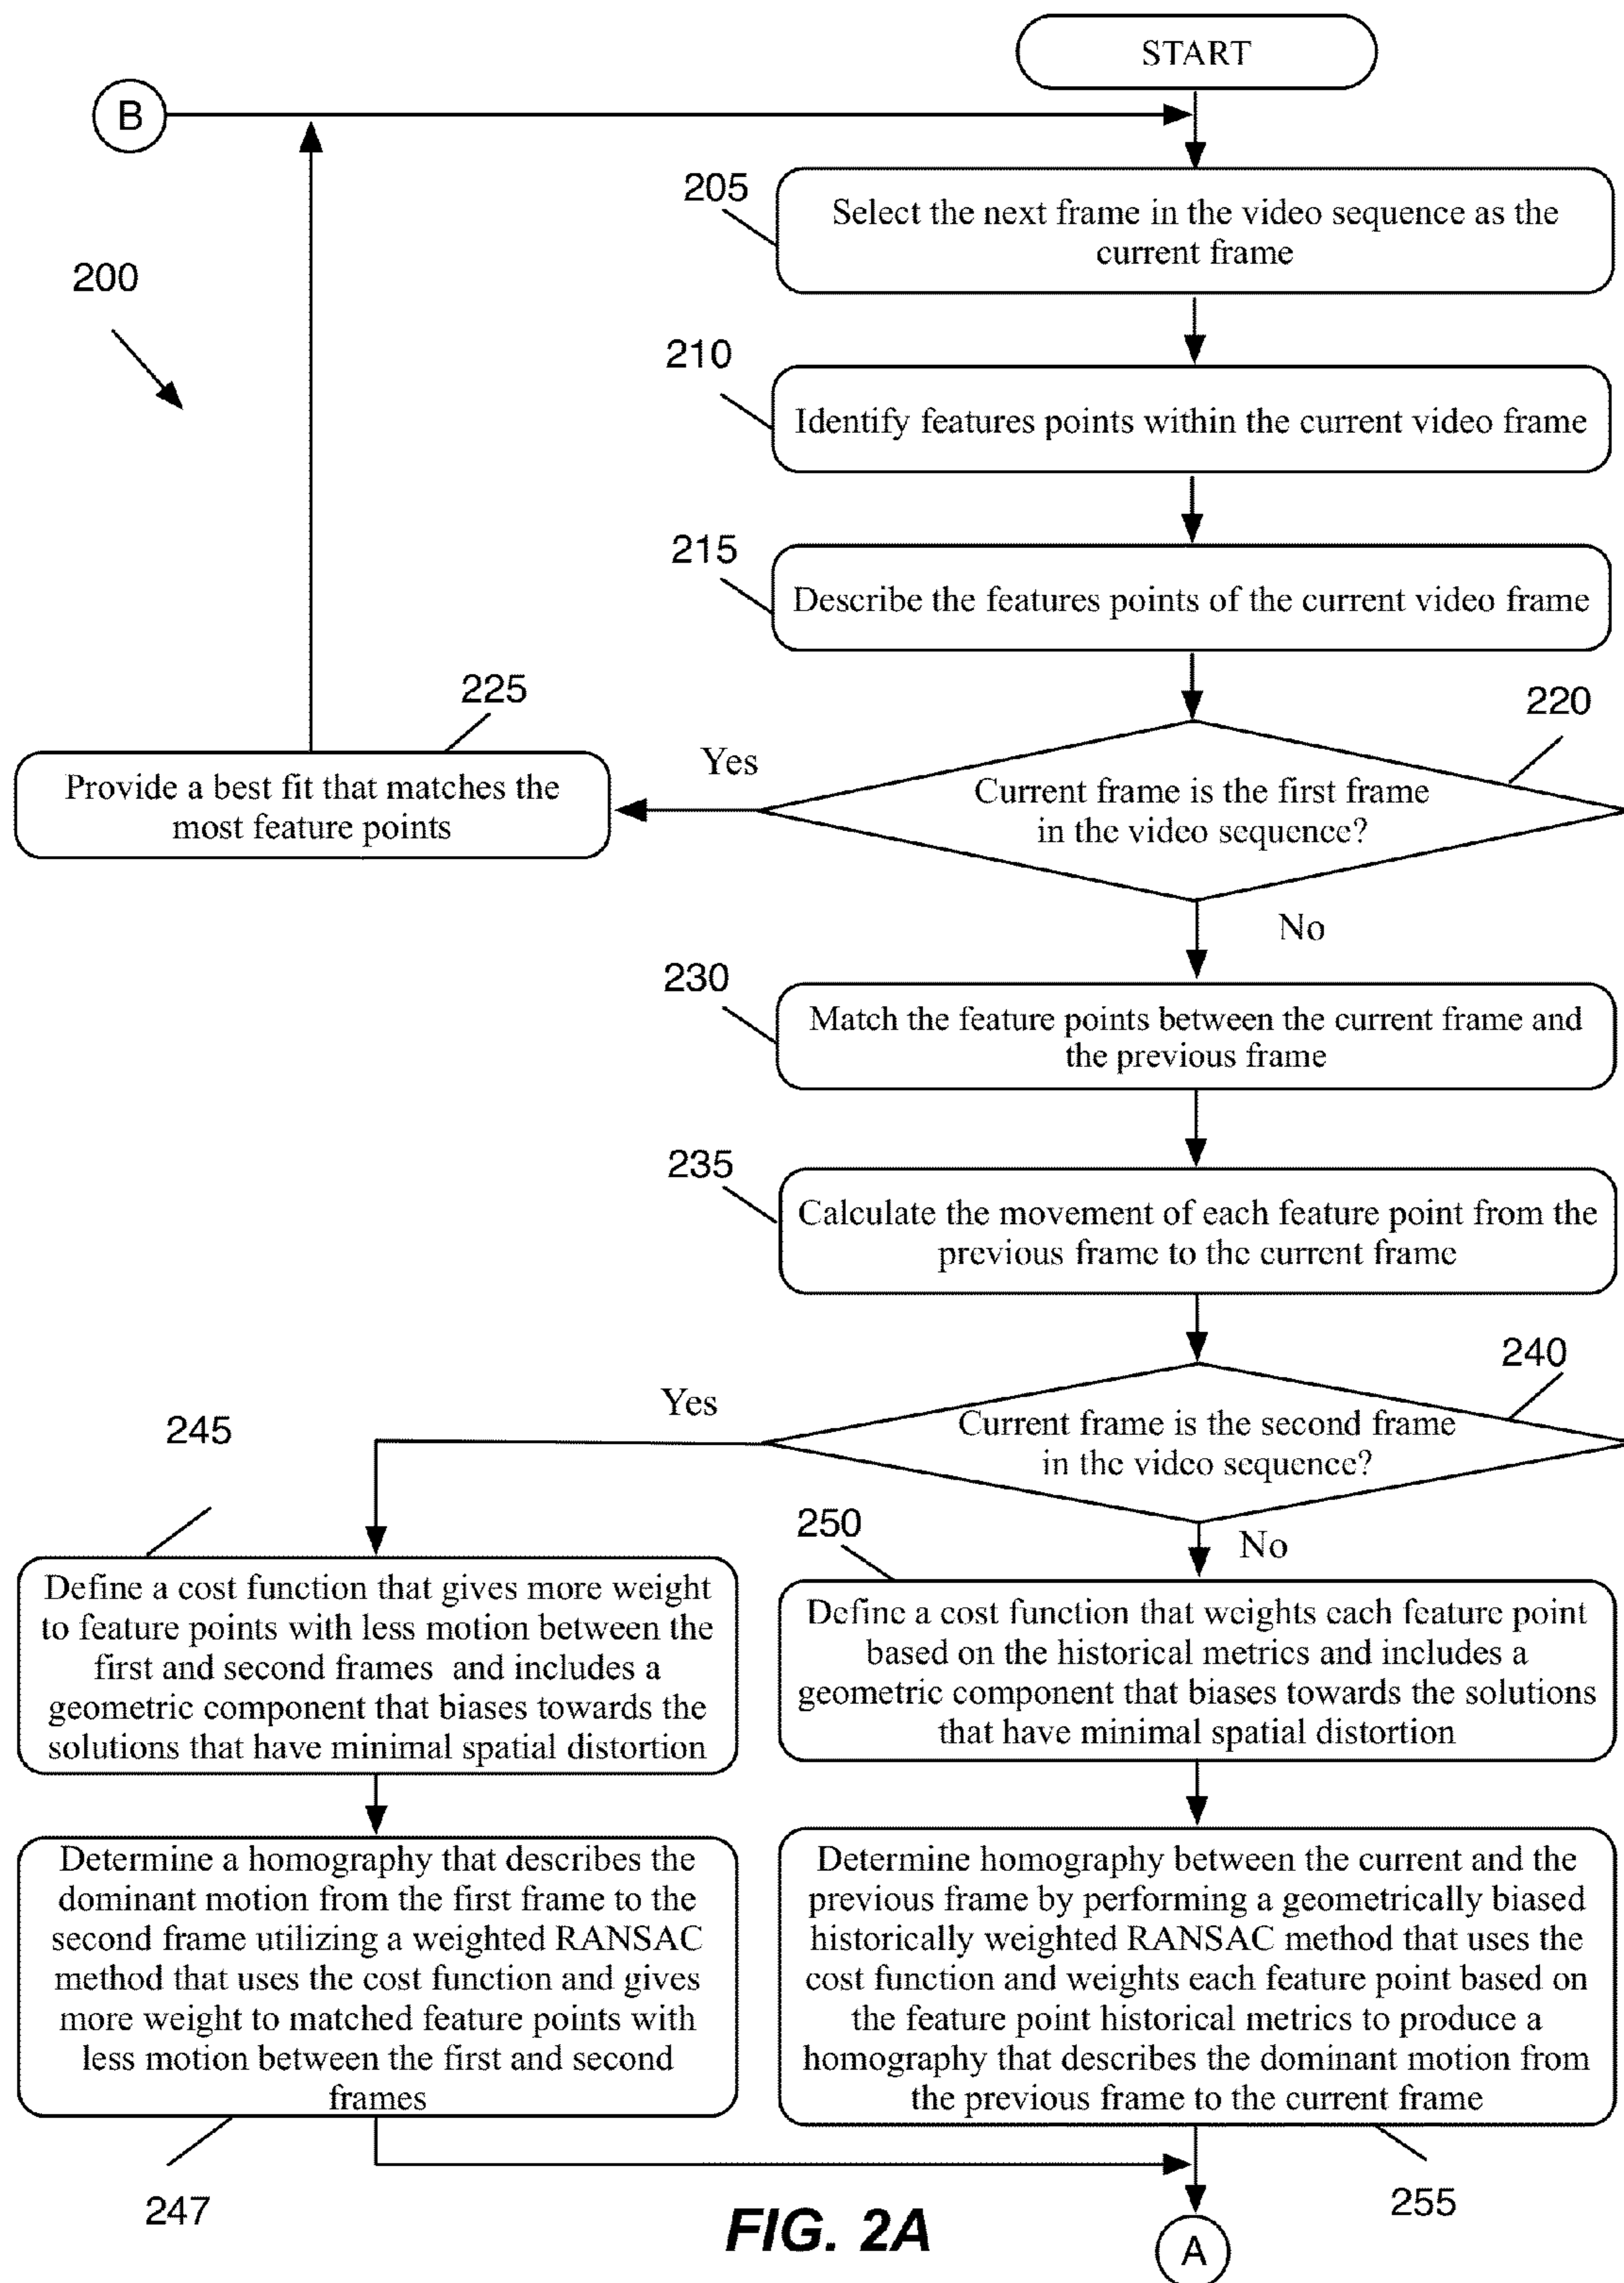 START
B
205
Select the next frame in the video sequence as the
current frame
200
210
Identify features points within the current video frame
215
Describe the features points of the current video frame
220
225
Yes
Current frame is the first frame
in the video sequence?
Provide a best fit that matches the
most feature points
No
230
Match the feature points between the current frame and
the previous frame
235
Calculate the movement of each feature point from the
previous frame to the current frame
240
Yes
Current frame is the second frame
in the video sequence?
245
250
No
Define a cost function that gives more weight
to feature points with less motion between the
first and second frames and includes a
geometric component that biases towards the
solutions that have minimal spatial distortion
Define a cost function that weights each feature point
based on the historical metrics and includes a
geometric component that biases towards the solutions
that have minimal spatial distortion
Determine a homography that describes the
dominant motion from the first frame to the
second frame utilizing a weighted RANSAC
method that uses the cost function and gives
more weight to matched feature points with
less motion between the first and second
frames
Determine homography between the current and the
previous frame by performing a geometrically biased
historically weighted RANSAC method that uses the
cost function and weights each feature point based on
the feature point historical metrics to produce a
homography that describes the dominant motion from
the previous frame to the current frame
247
255
FIG. 2A
A